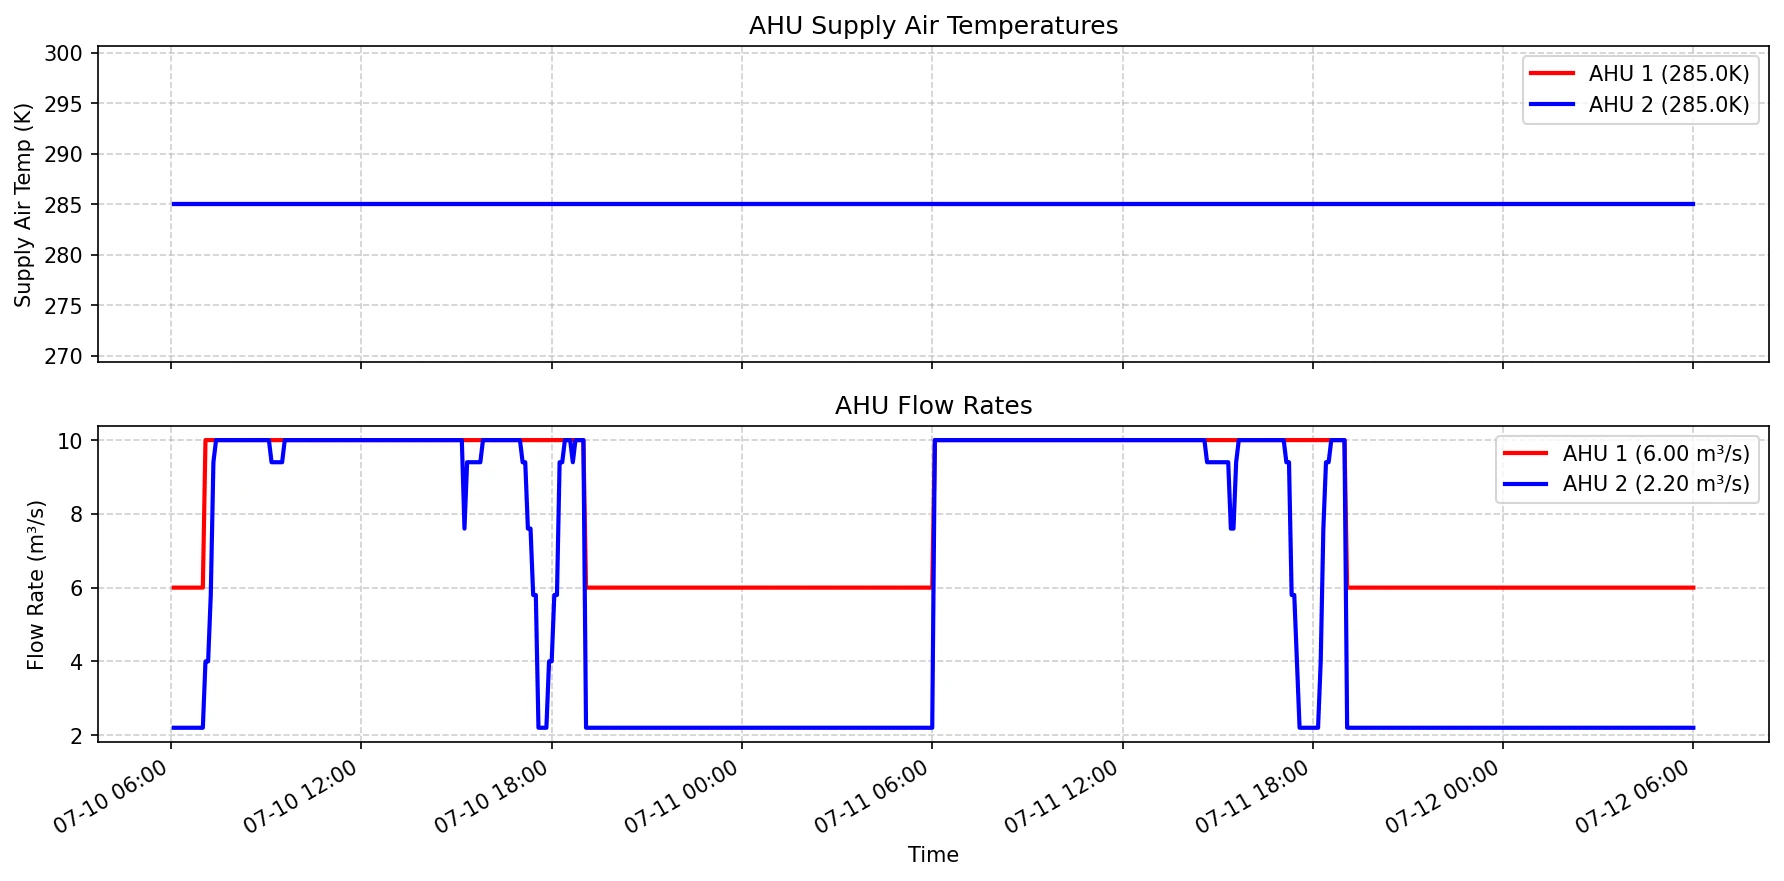 AHU Supply Air Temperatures
Supply Air Temp (K)
300
295
290
285
280
275
270
AHU 1 (285.0K)
AHU 2 (285.0K)
AHU Flow Rates
Flow Rate (m³/s)
10
8
6
4
2
AHU 1 (6.00 m³/s)
AHU 2 (2.20 m³/s)
07-10 06:00
07-10 12:00
07-10 18:00
07-11 00:00
07-11 06:00
07-11 12:00
07-11 18:00
07-12 00:00
07-12 06:00
Time